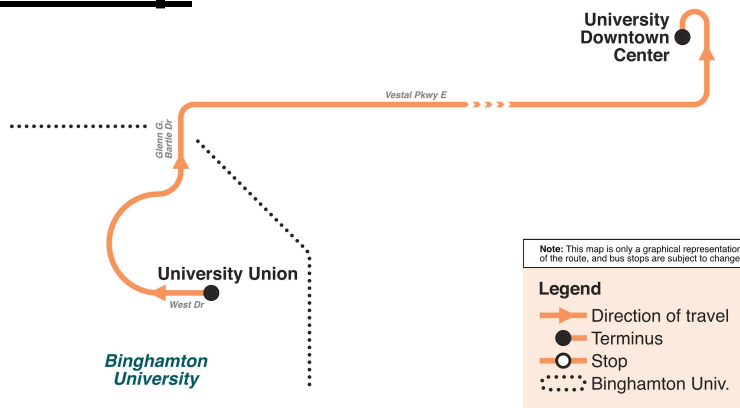 University
Downtown
Center
Vestal Pkwy E
Glenn G.
Bartle Dr
University Union
West Dr
Binghamton
University
Note: This map is only a graphical representation
of the route, and bus stops are subject to change
Legend
Direction of travel
Terminus
Stop
Binghamton Univ.